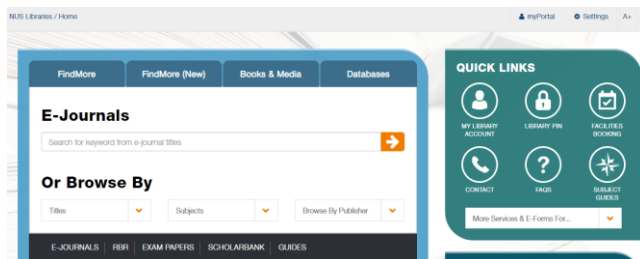 NUS Libraries / Home
myPortal
Settings
A+
FindMore
FindMore (New)
Books & Media
Databases
E-Journals
Search for keyword from e-journal titles
Or Browse By
Titles
Subjects
Browse By Publisher
E-JOURNALS
RBR
EXAM PAPERS
SCHOLARBANK
GUIDES
QUICK LINKS
MY LIBRARY
ACCOUNT
LIBRARY PIN
FACILITIES
BOOKING
CONTACT
?
FAQS
SUBJECT
GUIDES
More Services & E-Forms For...